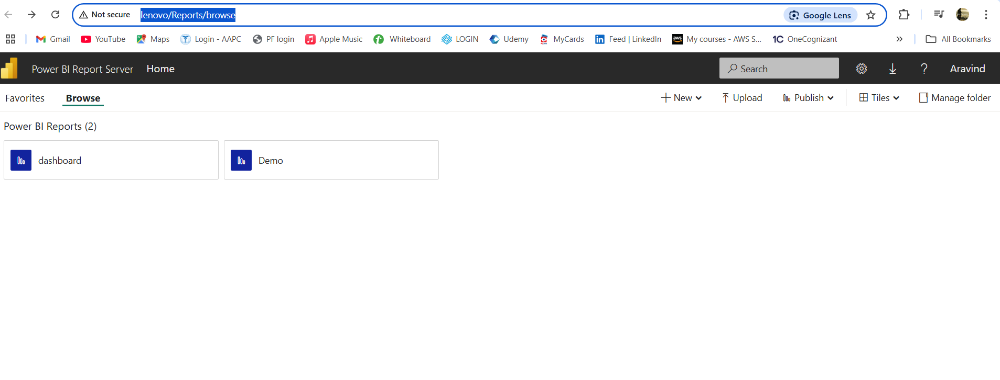 Not secure lenovo/Reports/browse Google Lens
Gmail YouTube Maps Login - AAPC PF login Apple Music Whiteboard LOGIN Udemy MyCards Feed | LinkedIn aws My courses - AWS S... 1C OneCognizant » All Bookmarks
Power BI Report Server Home Search ? Aravind
Favorites Browse New Upload Publish Tiles Manage folder
Power BI Reports (2)
dashboard Demo